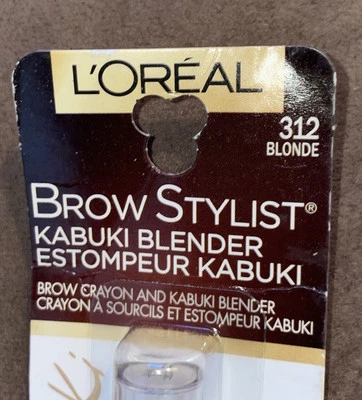 L'ORÉAL
312
BLONDE
BROW STYLIST®
KABUKI BLENDER
ESTOMPEUR KABUKI
BROW CRAYON AND KABUKI BLENDER
CRAYON À SOURCILS ET ESTOMPEUR KABUKI